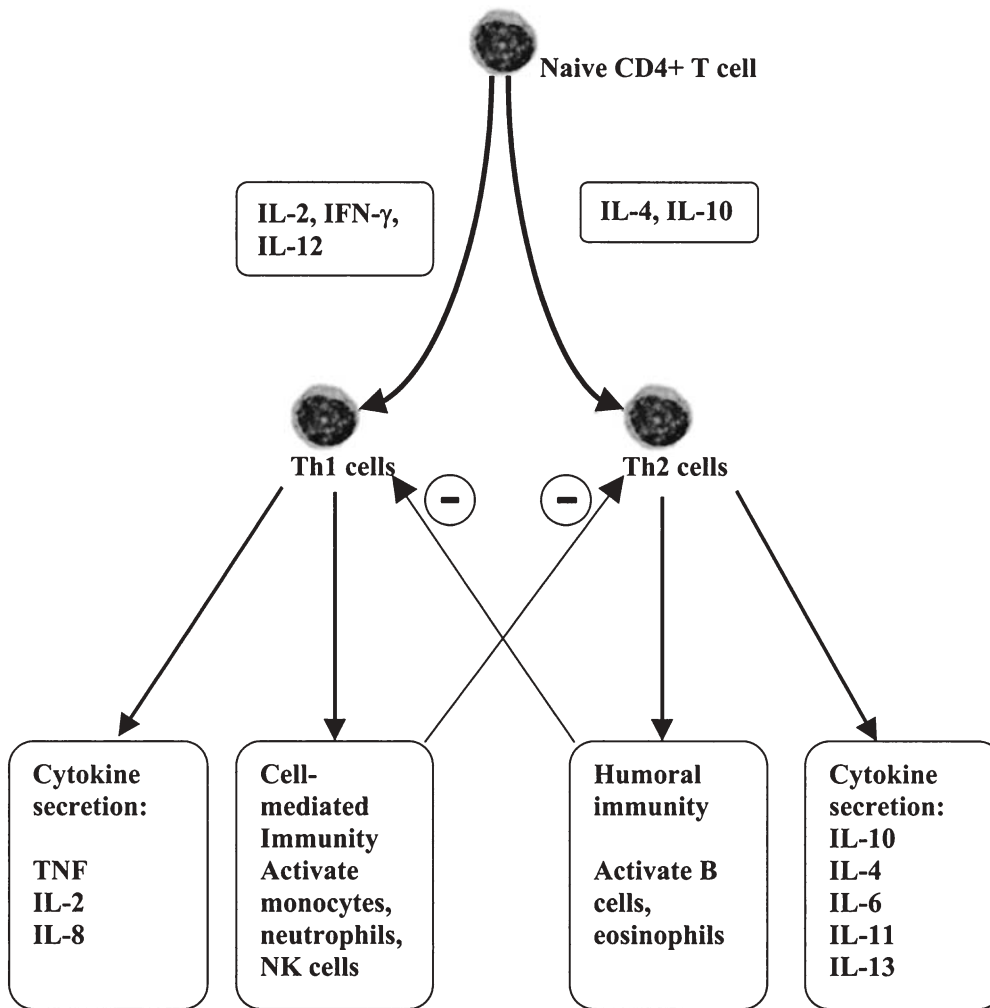 Naive CD4+ T cell
IL-2, IFN-γ,
IL-12
IL-4, IL-10
Th1 cells
Th2 cells
-
-
Cytokine
secretion:
TNF
IL-2
IL-8
Cell-
mediated
Immunity
Activate
monocytes,
neutrophils,
NK cells
Humoral
immunity
Activate B
cells,
eosinophils
Cytokine
secretion:
IL-10
IL-4
IL-6
IL-11
IL-13